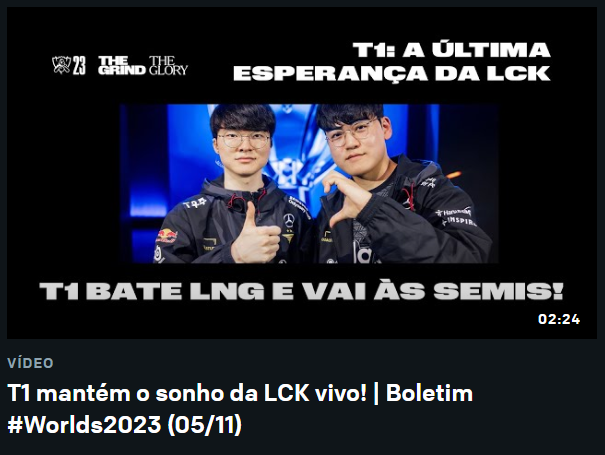 T1: A ÚLTIMA
ESPERANÇA DA LCK
23 THE GRIND THE GLORY
T1 BATE LNG E VAI ÀS SEMIS!
02:24
VÍDEO
T1 mantém o sonho da LCK vivo! | Boletim
#Worlds2023 (05/11)